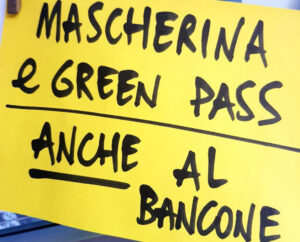 MASCHERINA
e GREEN PASS
ANCHE AL
BANCONE